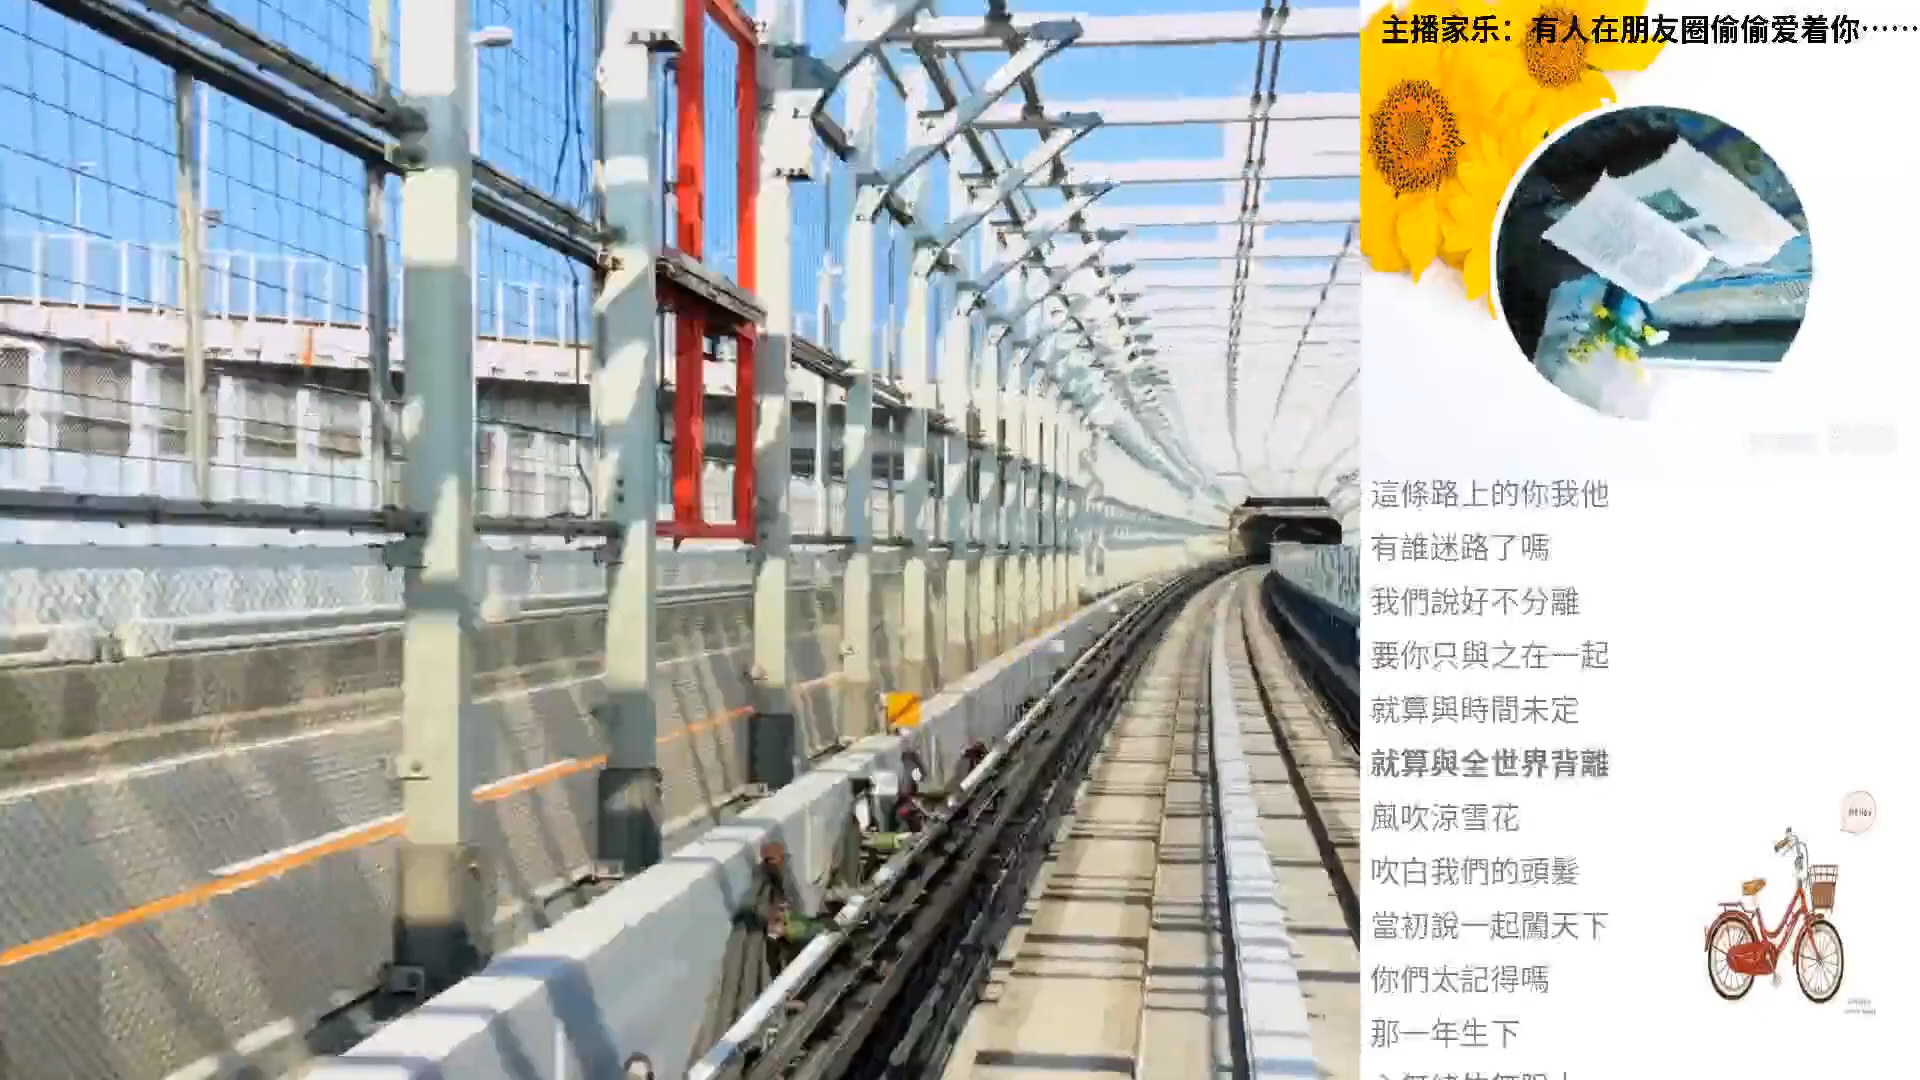 主播家乐：有人在朋友圈偷偷爱着你……
這條路上的你我他
有誰迷路了嗎
我們說好不分離
要你只與之在一起
就算與時間未定
就算與全世界背離
風吹涼雪花
吹白我們的頭髮
當初說一起闖天下
你們太記得嗎
那一年生下